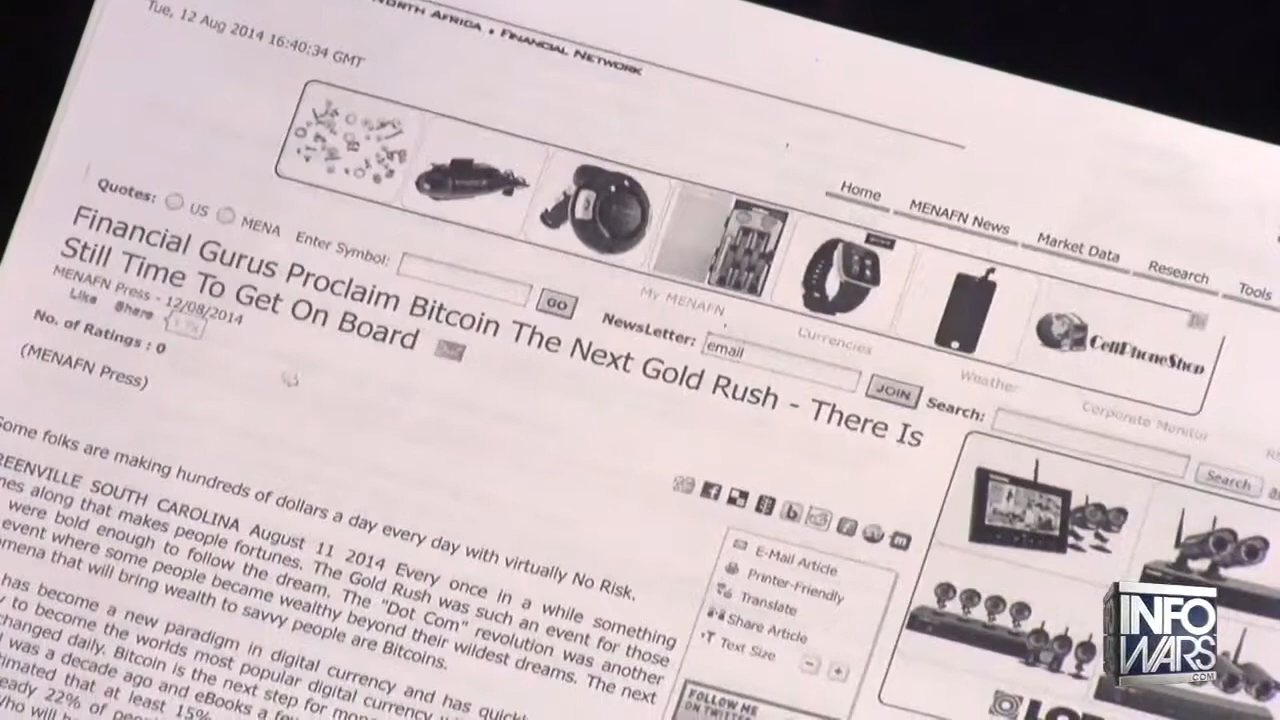 NORTH AFRICA • FINANCIAL NETWORK
Tue, 12 Aug 2014 16:40:34 GMT
Home
MENAFN News
Market Data
Research
Tools
Quotes:
US
MENA
Enter Symbol:
GO
My MENAFN
Currencies
Weather
Corporate Monitor
CellPhoneShop
NewsLetter:
email
JOIN
Search:
Search
Financial Gurus Proclaim Bitcoin The Next Gold Rush - There Is
Still Time To Get On Board
MENAFN Press - 12/08/2014
Like
Share
No. of Ratings : 0
(MENAFN Press)
Some folks are making hundreds of dollars a day every day with virtually No Risk.
SOUTH CAROLINA August 11 2014 Every once in a while something
along that makes people fortunes. The Gold Rush was such an event for those
were bold enough to follow the dream. The "Dot Com" revolution was another
event where some people became wealthy beyond their wildest dreams. The next
that will bring wealth to savvy people are Bitcoins.
has become a new paradigm in digital currency and has
to become the worlds most popular digital currency
changed daily. Bitcoin is the next step for
was a decade ago and eBooks a
that at least 15%
22% of
who will
E-Mail Article
Printer-Friendly
Translate
Share Article
Text Size
FOLLOW ME
ON TWITTER
INFO
WARS
.COM